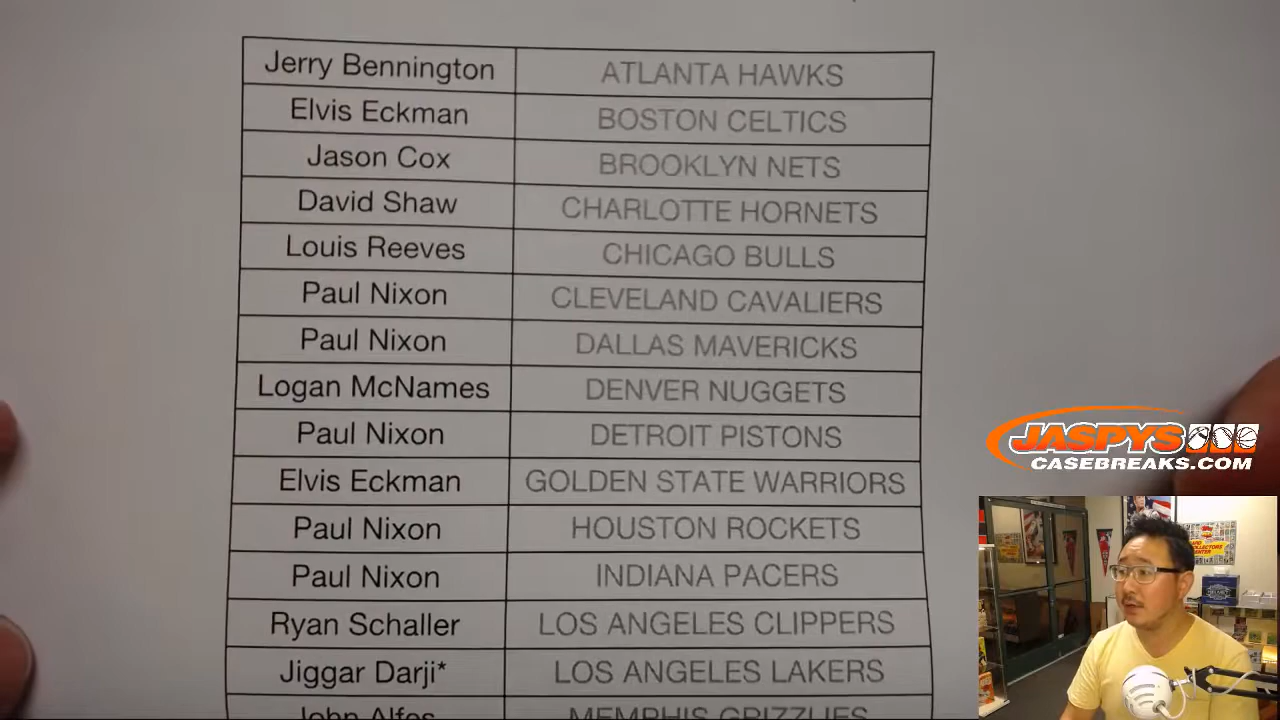 Jerry Bennington ATLANTA HAWKS
Elvis Eckman BOSTON CELTICS
Jason Cox BROOKLYN NETS
David Shaw CHARLOTTE HORNETS
Louis Reeves CHICAGO BULLS
Paul Nixon CLEVELAND CAVALIERS
Paul Nixon DALLAS MAVERICKS
Logan McNames DENVER NUGGETS
Paul Nixon DETROIT PISTONS
Elvis Eckman GOLDEN STATE WARRIORS
Paul Nixon HOUSTON ROCKETS
Paul Nixon INDIANA PACERS
Ryan Schaller LOS ANGELES CLIPPERS
Jiggar Darji* LOS ANGELES LAKERS
John MEMPHIS GRIZZLIES
JASPYS
CASEBREAKS.COM